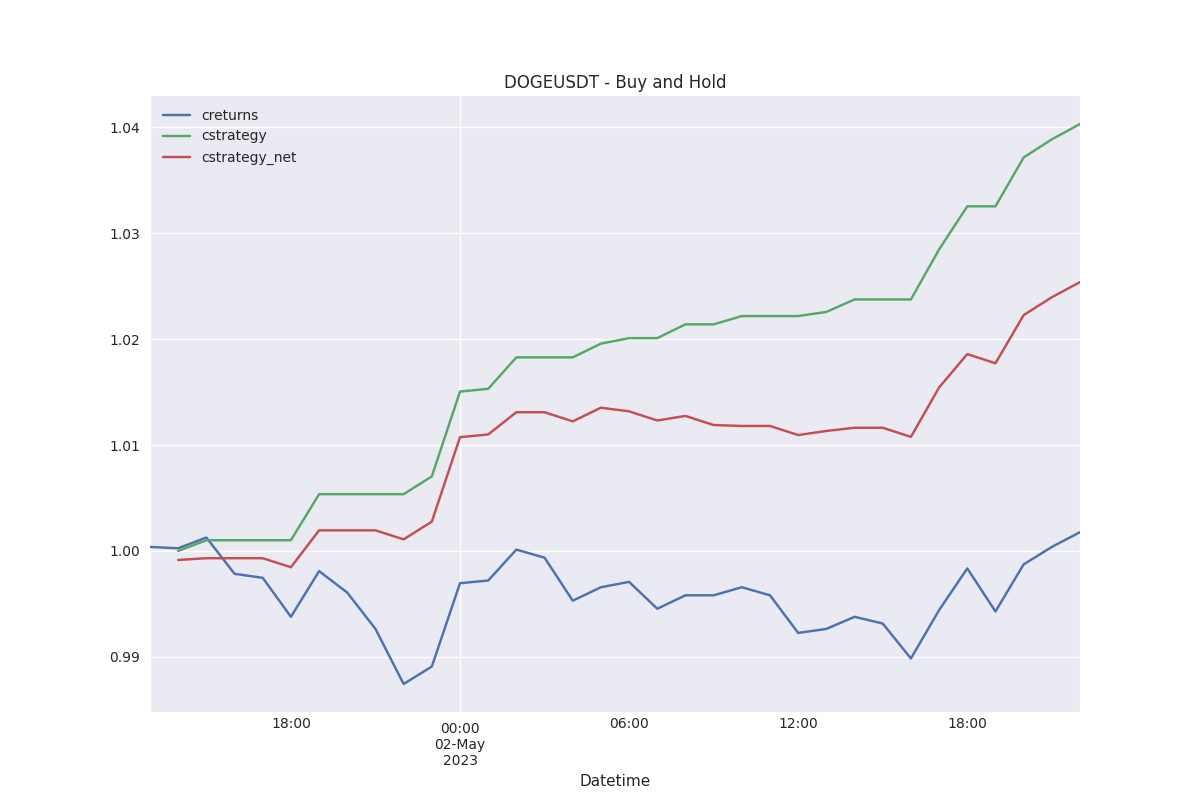 DOGEUSDT - Buy and Hold
creturns
cstrategy
cstrategy_net
1.04
1.03
1.02
1.01
1.00
0.99
18:00
00:00
02-May
2023
06:00
12:00
18:00
Datetime